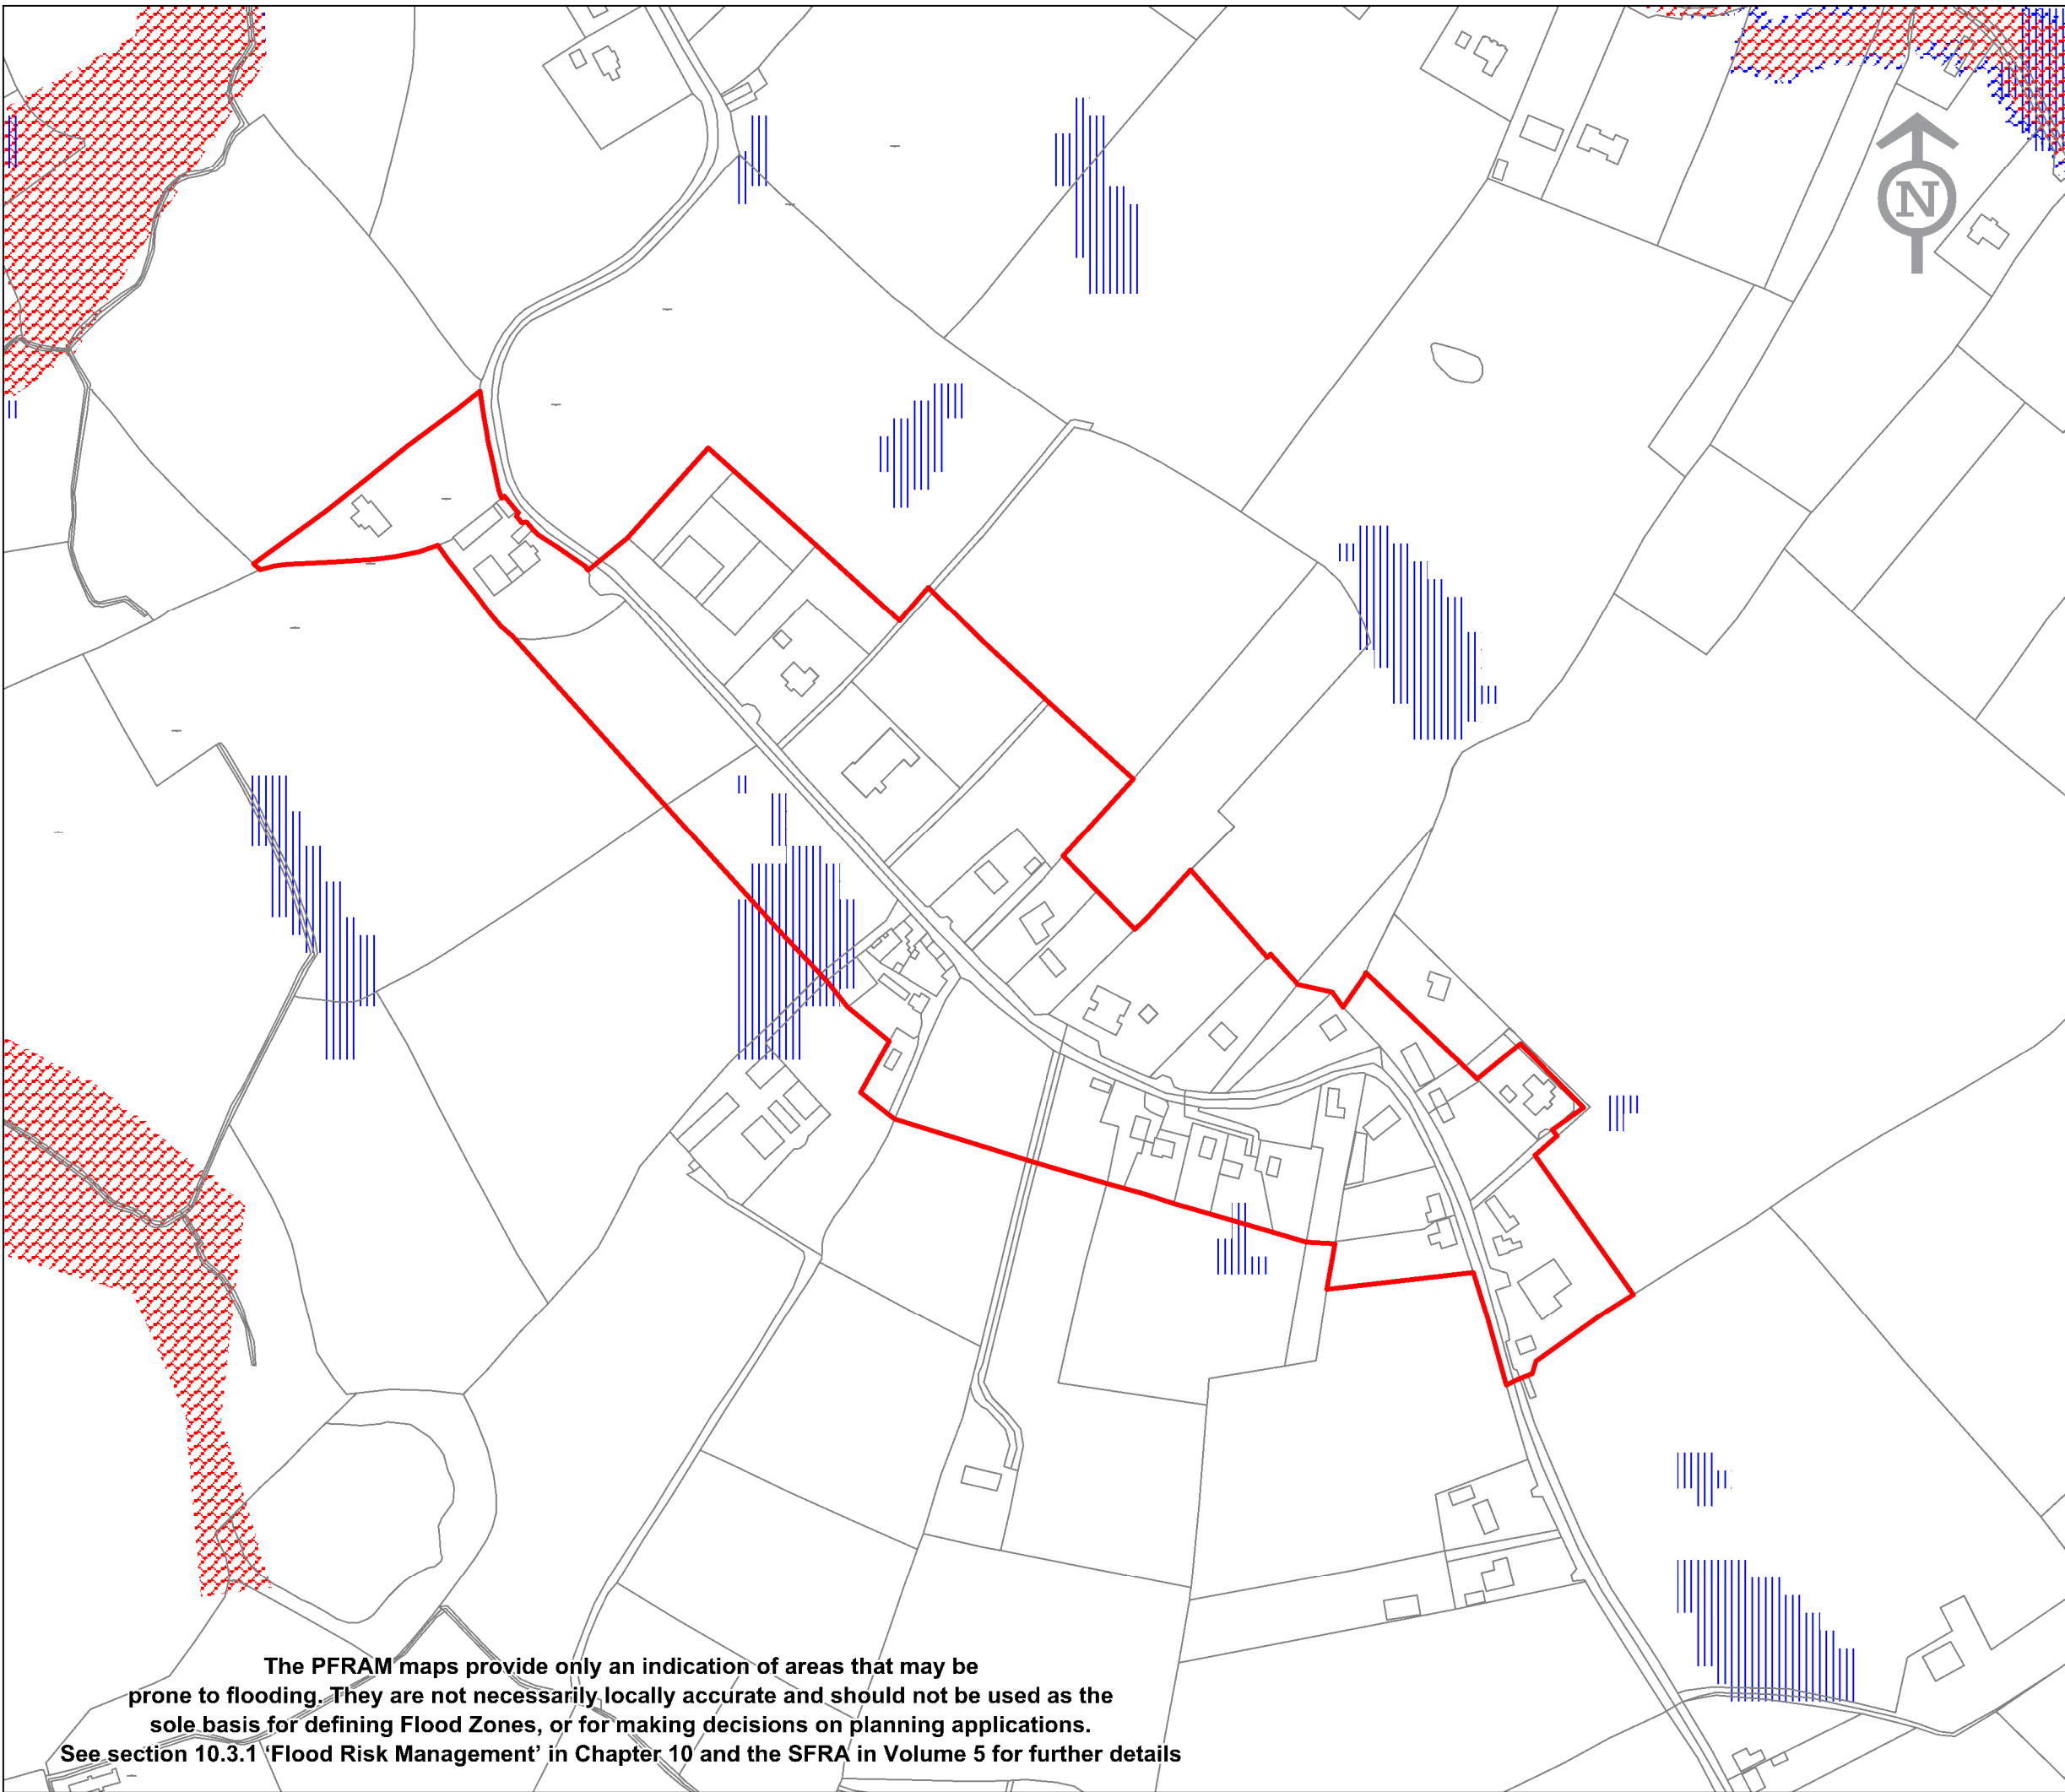 N
The PFRAM maps provide only an indication of areas that may be
prone to flooding. They are not necessarily locally accurate and should not be used as the
sole basis for defining Flood Zones, or for making decisions on planning applications.
See section 10.3.1 ‘Flood Risk Management’ in Chapter 10 and the SFRA in Volume 5 for further details